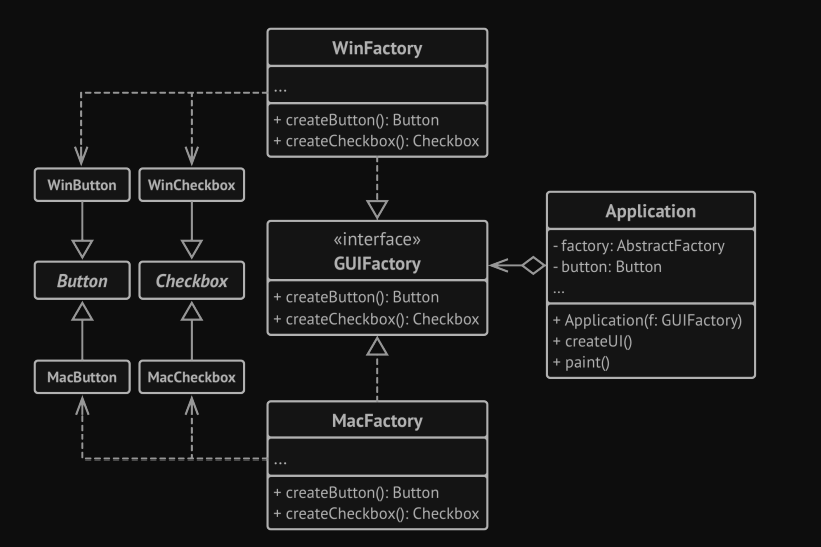 WinFactory
...
+ createButton(): Button
+ createCheckbox(): Checkbox
WinButton
WinCheckbox
Button
Checkbox
MacButton
MacCheckbox
«interface»
GUIFactory
+ createButton(): Button
+ createCheckbox(): Checkbox
Application
- factory: AbstractFactory
- button: Button
...
+ Application(f: GUIFactory)
+ createUI()
+ paint()
MacFactory
...
+ createButton(): Button
+ createCheckbox(): Checkbox